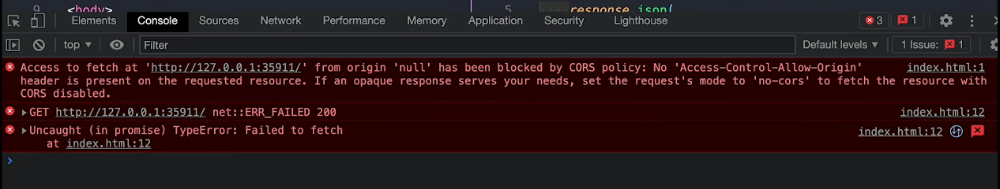 9 <body> 5 response.json(
Elements Console Sources Network Performance Memory Application Security Lighthouse 3 1
top Filter Default levels 1 Issue: 1
Access to fetch at 'http://127.0.0.1:35911/' from origin 'null' has been blocked by CORS policy: No 'Access-Control-Allow-Origin' index.html:1
header is present on the requested resource. If an opaque response serves your needs, set the request's mode to 'no-cors' to fetch the resource with
CORS disabled.
GET http://127.0.0.1:35911/ net::ERR_FAILED 200 index.html:12
Uncaught (in promise) TypeError: Failed to fetch index.html:12
at index.html:12